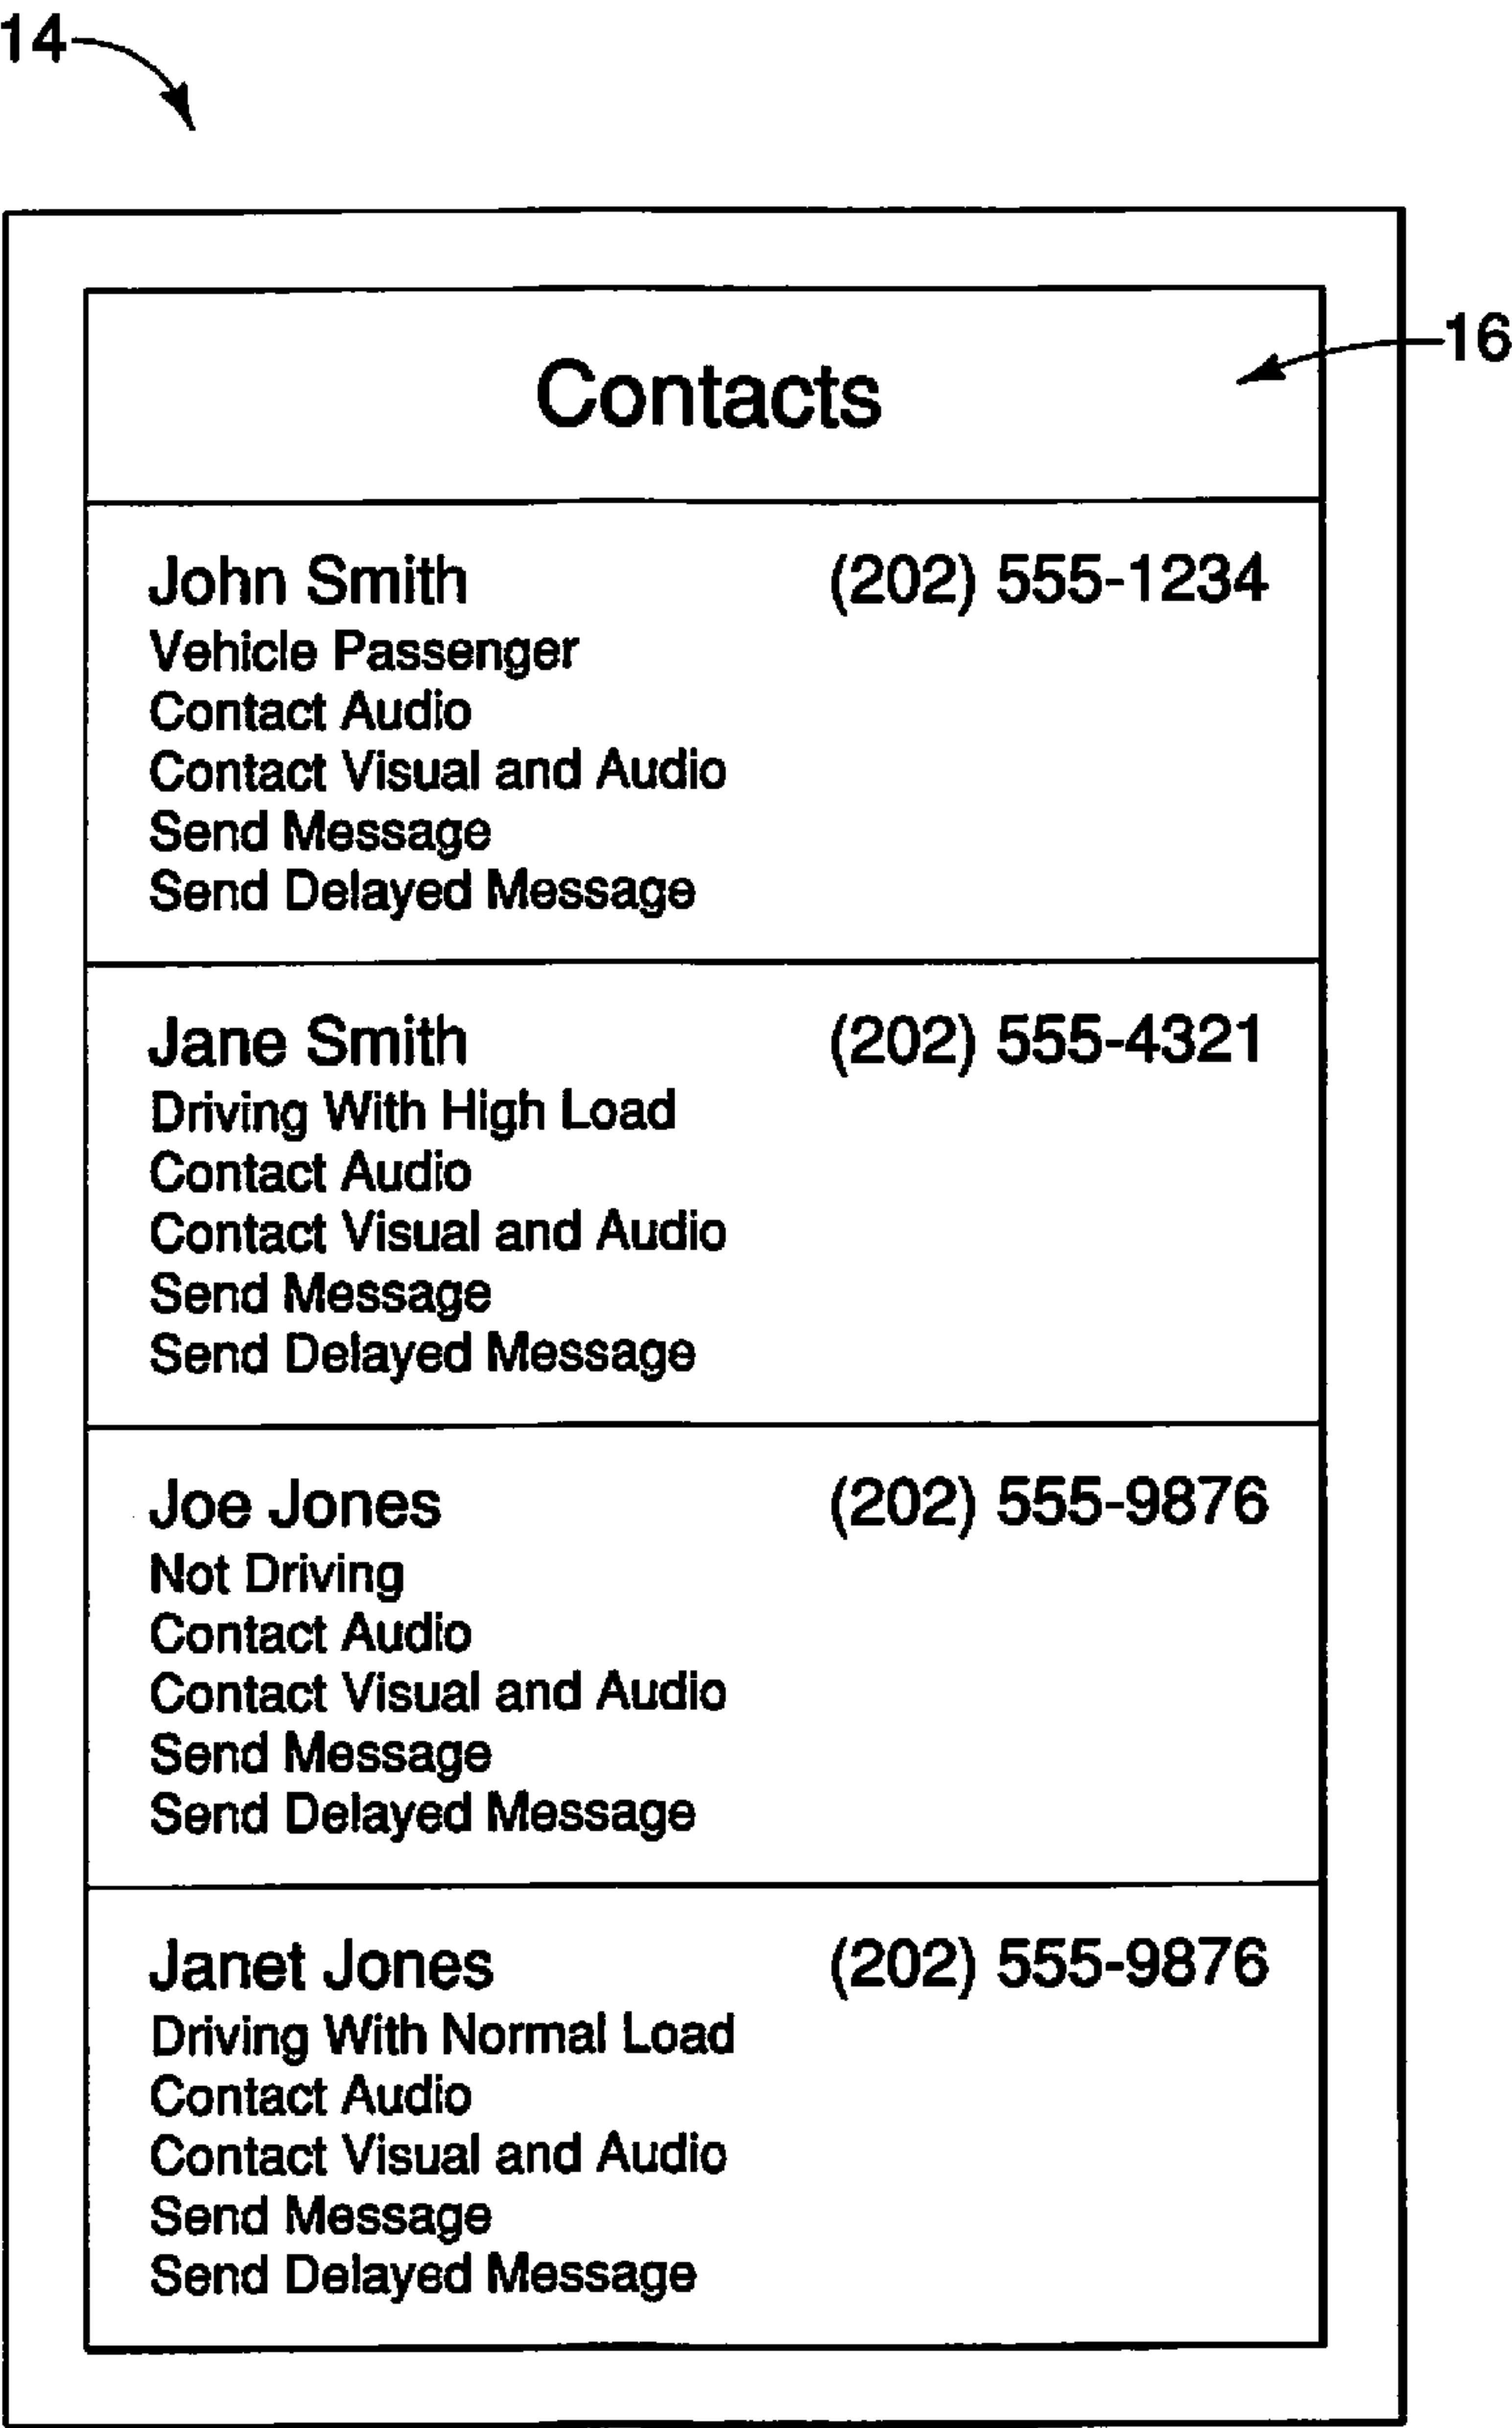 14
16
Contacts
John Smith (202) 555-1234
Vehicle Passenger
Contact Audio
Contact Visual and Audio
Send Message
Send Delayed Message
Jane Smith (202) 555-4321
Driving With High Load
Contact Audio
Contact Visual and Audio
Send Message
Send Delayed Message
Joe Jones (202) 555-9876
Not Driving
Contact Audio
Contact Visual and Audio
Send Message
Send Delayed Message
Janet Jones (202) 555-9876
Driving With Normal Load
Contact Audio
Contact Visual and Audio
Send Message
Send Delayed Message